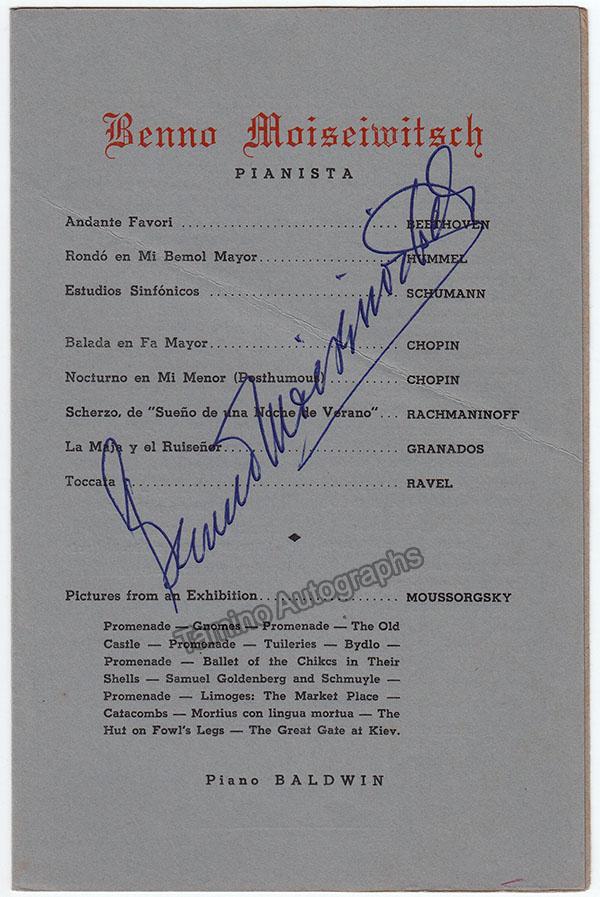 Benno Moiseiwitsch
PIANISTA
Andante Favori ........................ BEETHOVEN
Rondó en Mi Bemol Mayor................ HUMMEL
Estudios Sinfónicos ................... SCHUMANN
Balada en Fa Mayor..................... CHOPIN
Nocturno en Mi Menor (Posthumous)...... CHOPIN
Scherzo, de "Sueño de una Noche de Verano"... RACHMANINOFF
La Maja y el Ruiseñor.................. GRANADOS
Toccata ............................... RAVEL
Benno Moiseiwitsch
Pictures from an Exhibition............ MOUSSORGSKY
Tamino Autographs
Promenade — Gnomes — Promenade — The Old
Castle — Promenade — Tuileries — Bydlo —
Promenade — Ballet of the Chikcs in Their
Shells — Samuel Goldenberg and Schmuyle —
Promenade — Limoges: The Market Place —
Catacombs — Mortius con lingua mortua — The
Hut on Fowl's Legs — The Great Gate at Kiev.
Piano BALDWIN